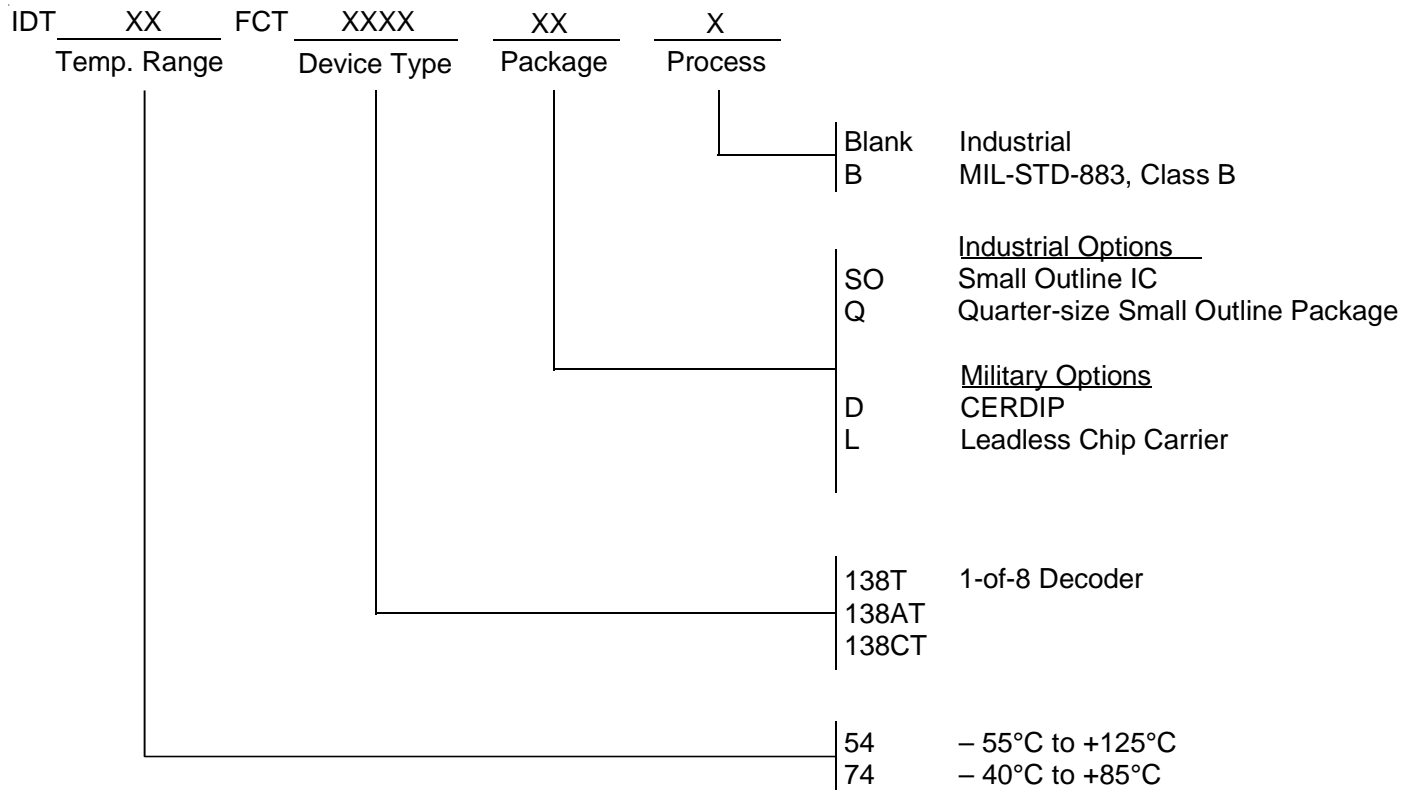 IDT XX FCT XXXX XX X
Temp. Range Device Type Package Process
Blank Industrial
B MIL-STD-883, Class B
Industrial Options
SO Small Outline IC
Q Quarter-size Small Outline Package
Military Options
D CERDIP
L Leadless Chip Carrier
138T 1-of-8 Decoder
138AT
138CT
54 – 55°C to +125°C
74 – 40°C to +85°C